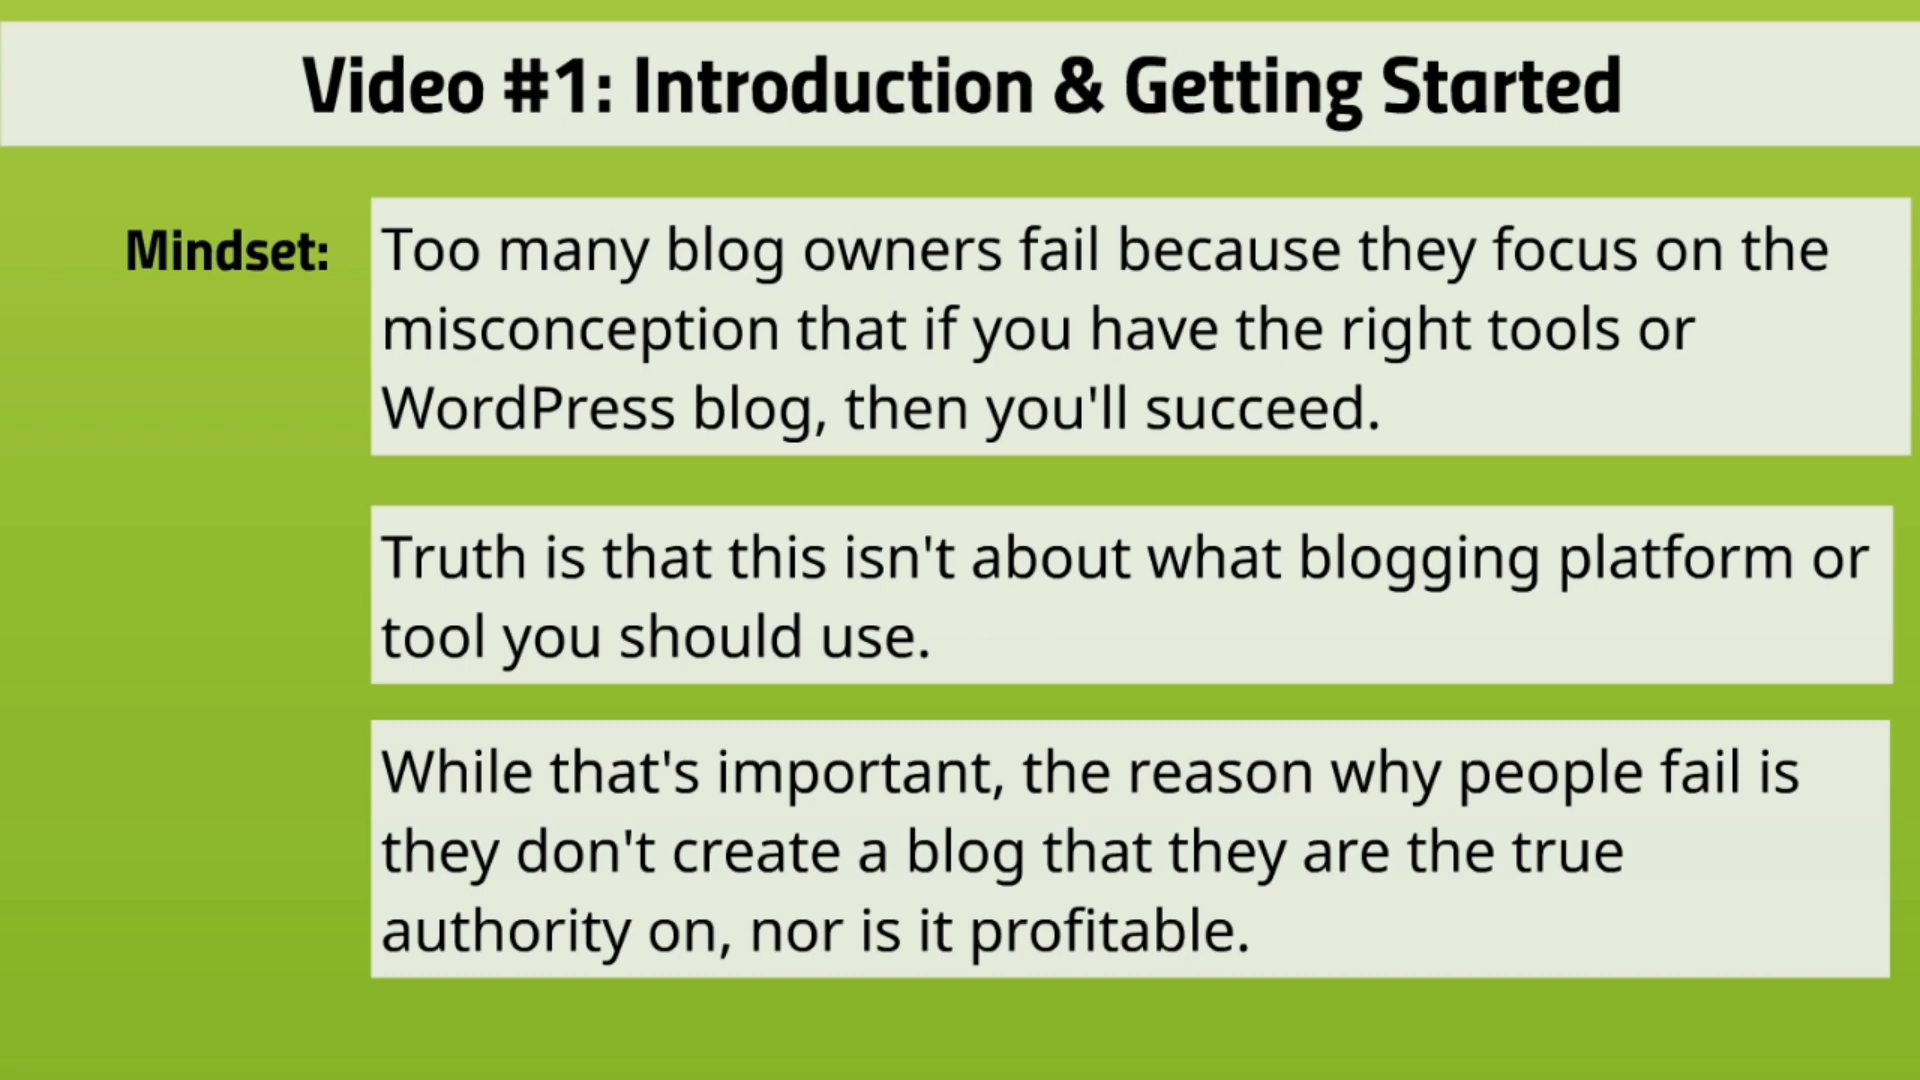 Video #1: Introduction & Getting Started
Mindset:
Too many blog owners fail because they focus on the
misconception that if you have the right tools or
WordPress blog, then you'll succeed.
Truth is that this isn't about what blogging platform or
tool you should use.
While that's important, the reason why people fail is
they don't create a blog that they are the true
authority on, nor is it profitable.